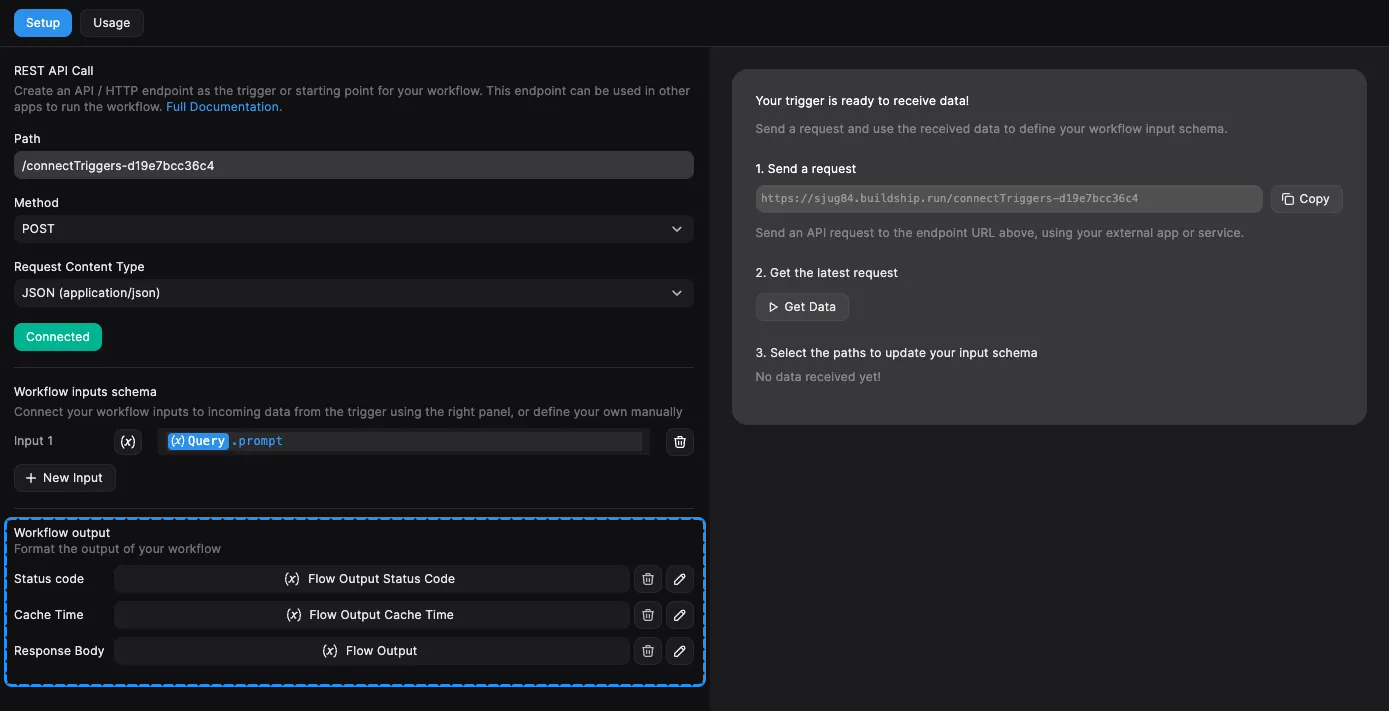 Setup
Usage
REST API Call
Create an API / HTTP endpoint as the trigger or starting point for your workflow. This endpoint can be used in other
apps to run the workflow. Full Documentation.
Path
/connectTriggers-d19e7bcc36c4
Method
POST
Request Content Type
JSON (application/json)
Connected
Workflow inputs schema
Connect your workflow inputs to incoming data from the trigger using the right panel, or define your own manually
Input 1 (x) (x) Query .prompt
+ New Input
Workflow output
Format the output of your workflow
Status code (x) Flow Output Status Code
Cache Time (x) Flow Output Cache Time
Response Body (x) Flow Output
Your trigger is ready to receive data!
Send a request and use the received data to define your workflow input schema.
1. Send a request
https://sjug84.buildship.run/connectTriggers-d19e7bcc36c4
Copy
Send an API request to the endpoint URL above, using your external app or service.
2. Get the latest request
Get Data
3. Select the paths to update your input schema
No data received yet!